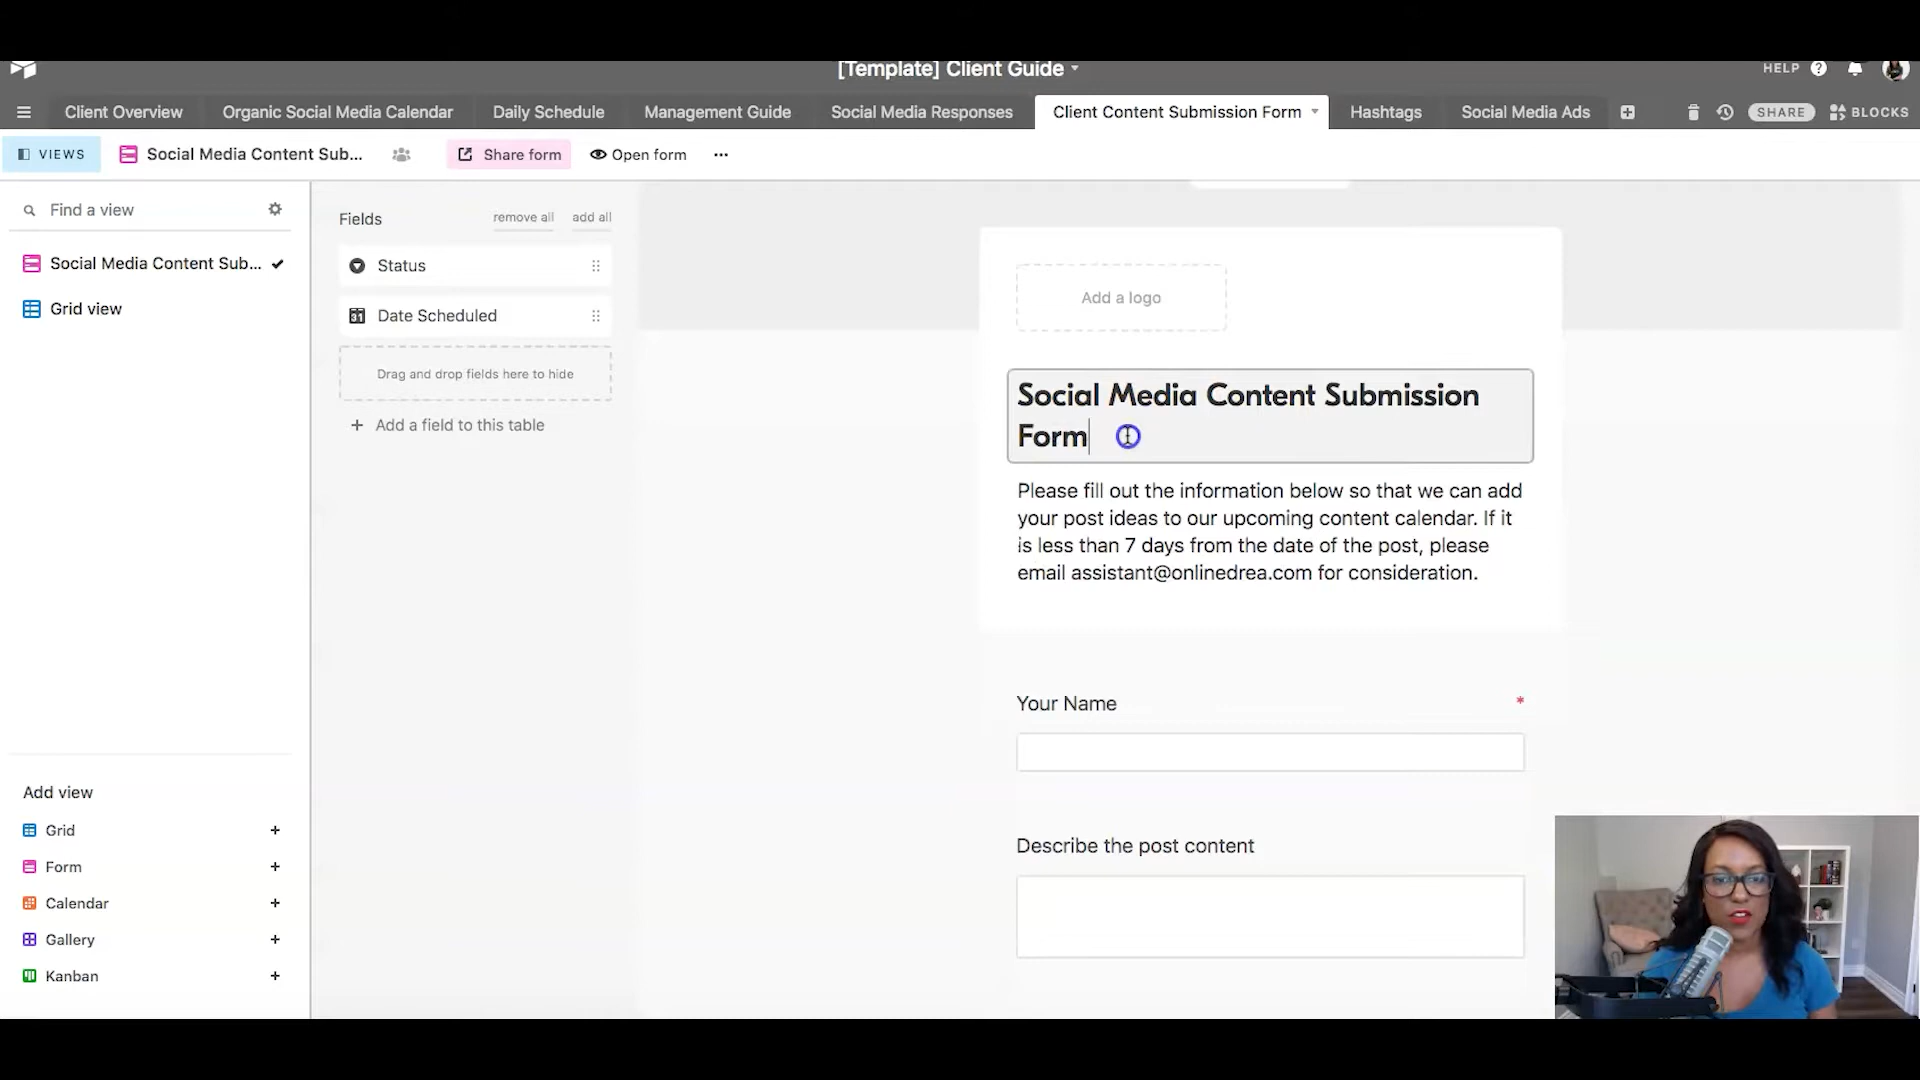 [Template] Client Guide
HELP
Client Overview
Organic Social Media Calendar
Daily Schedule
Management Guide
Social Media Responses
Client Content Submission Form
Hashtags
Social Media Ads
SHARE
BLOCKS
VIEWS
Social Media Content Sub...
Share form
Open form
Find a view
Social Media Content Sub...
Grid view
Add view
Grid
Form
Calendar
Gallery
Kanban
Fields
remove all
add all
Status
31 Date Scheduled
Drag and drop fields here to hide
+ Add a field to this table
Add a logo
Social Media Content Submission
Form
Please fill out the information below so that we can add
your post ideas to our upcoming content calendar. If it
is less than 7 days from the date of the post, please
email assistant@onlinedrea.com for consideration.
Your Name *
Describe the post content